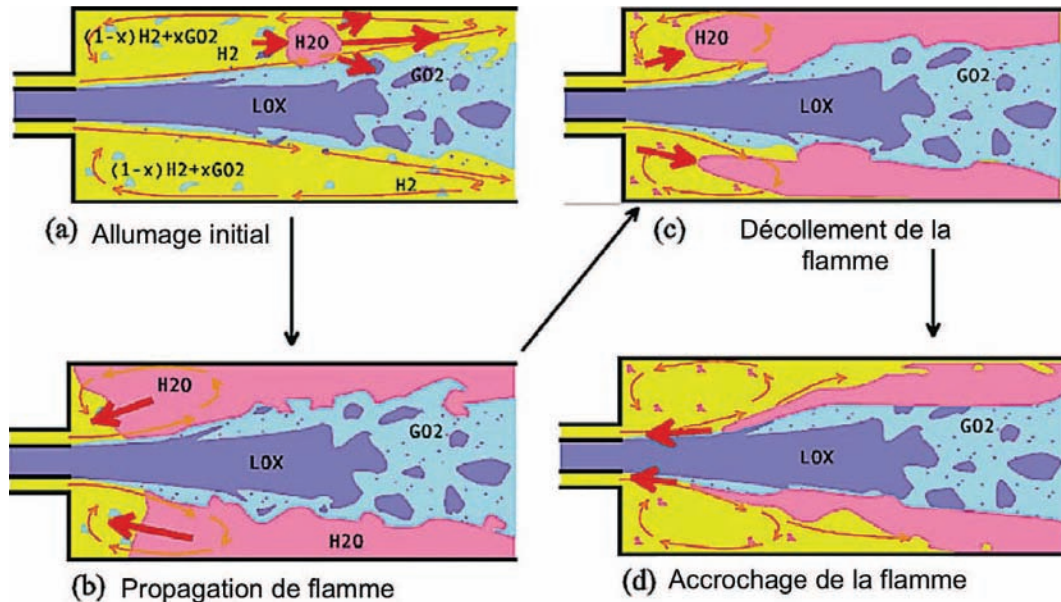 (1-x)H2+xGO2
H2
H2O
GO2
LOX
(1-x)H2+xGO2
H2
(a) Allumage initial
H2O
GO2
LOX
(c) Décollement de la
flamme
H2O
GO2
LOX
H2O
(b) Propagation de flamme
GO2
LOX
(d) Accrochage de la flamme